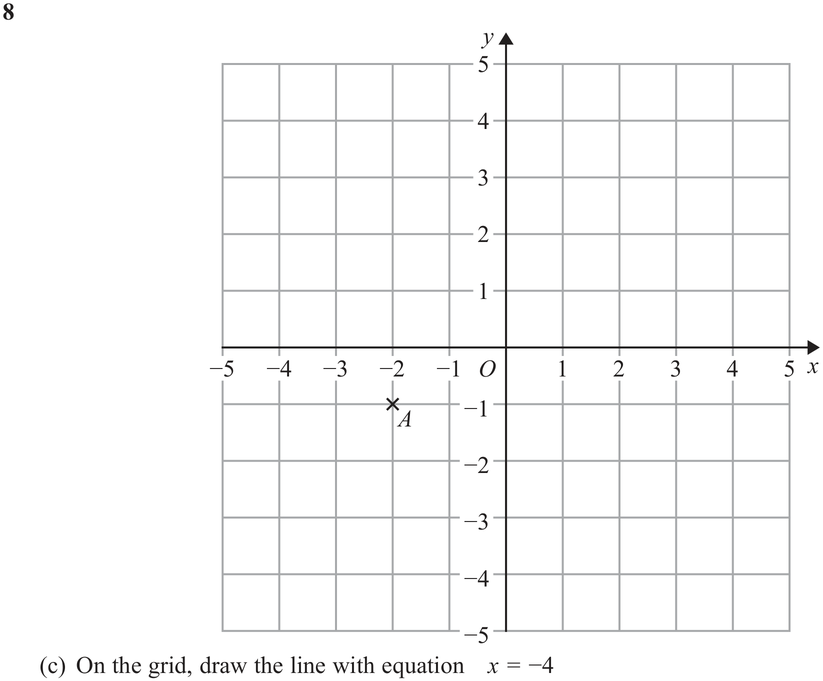 8
y
5
4
3
2
1
−5 −4 −3 −2 −1 O 1 2 3 4 5 x
A
−1
−2
−3
−4
−5
(c) On the grid, draw the line with equation x = −4